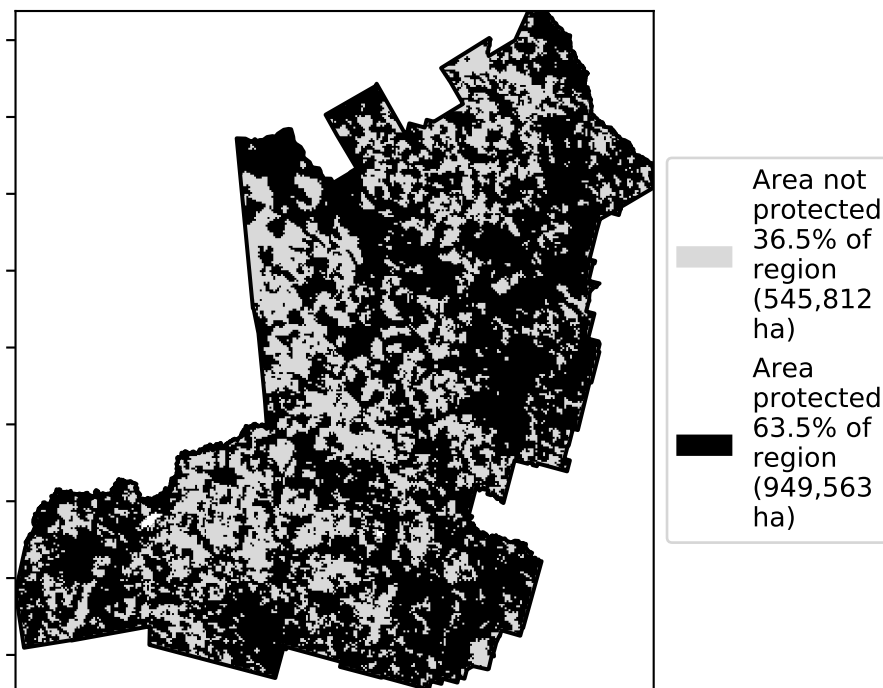 Area not
protected
36.5% of
region
(545,812
ha)
Area
protected
63.5% of
region
(949,563
ha)